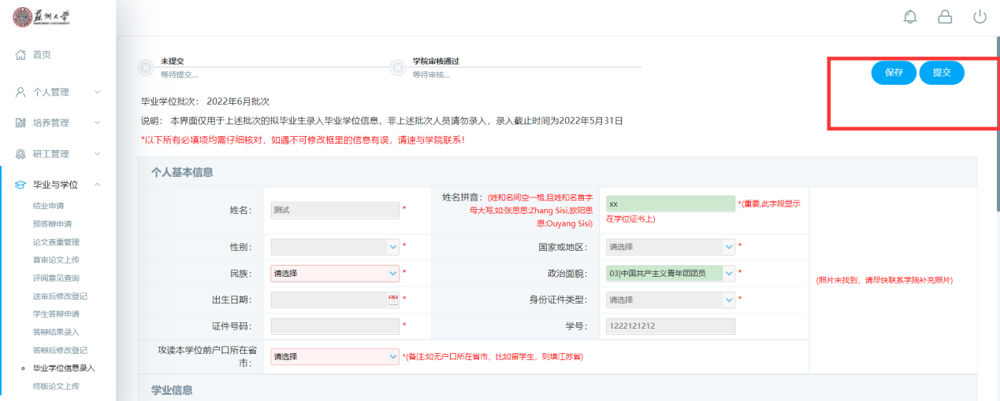 蘇州大學
SOOCHOW UNIVERSITY
首页
个人管理
培养管理
研工管理
毕业与学位
结业申请
预答辩申请
论文查重管理
盲审论文上传
评阅意见查询
送审后修改登记
学生答辩申请
答辩结果录入
答辩后修改登记
毕业学位信息录入
终版论文上传
未提交
等待提交...
学院审核通过
等待审核...
保存
提交
毕业学位批次： 2022年6月批次
说明： 本界面仅用于上述批次的拟毕业生录入毕业学位信息，非上述批次人员请勿录入，录入截止时间为2022年5月31日
*以下所有必填项均需仔细核对，如遇不可修改框里的信息有误，请速与学院联系！
个人基本信息
姓名： 测试 *
姓名拼音：(姓和名间空一格,且姓和名首字
母大写,如:张思思:Zhang Sisi,欧阳思
思:Ouyang Sisi)
xx *(重要,此字段显示
在学位证书上)
性别： *
国家或地区： 请选择 *
民族： 请选择 *
政治面貌： 03|中国共产主义青年团团员 *
(照片未找到，请尽快联系学院补充照片)
出生日期： *
身份证件类型： 请选择 *
证件号码： *
学号： 1222121212
攻读本学位前户口所在省
市：
请选择 *(备注:如无户口所在省市，比如留学生，则填江苏省)
学业信息